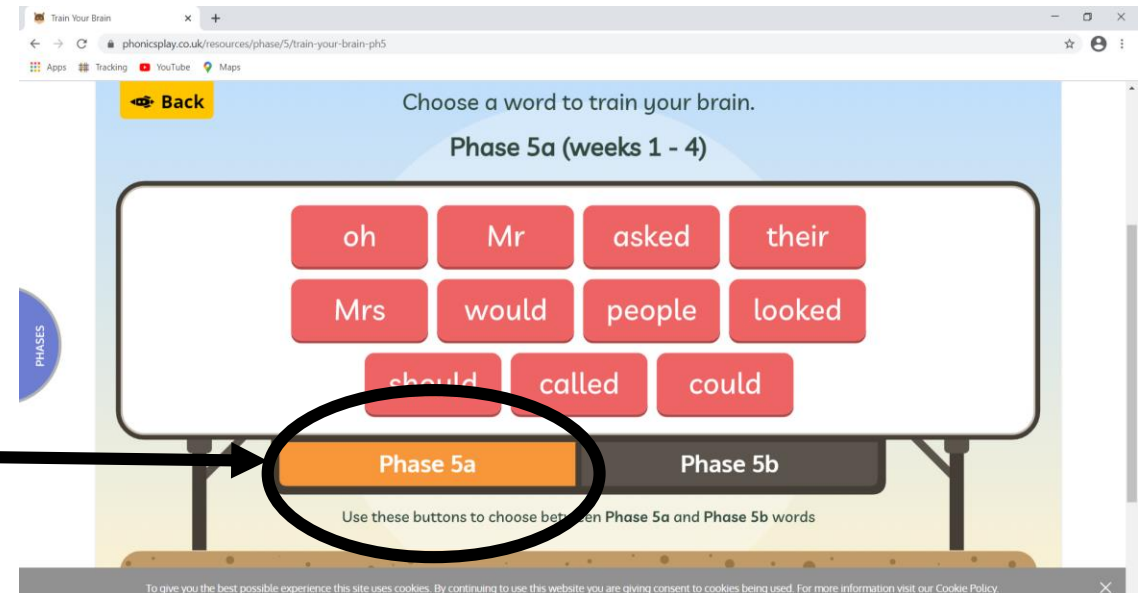 Train Your Brain
phonicsplay.co.uk/resources/phase/5/train-your-brain-ph5
Apps Tracking YouTube Maps
Back
Choose a word to train your brain.
Phase 5a (weeks 1 - 4)
oh Mr asked their
Mrs would people looked
should called could
PHASES
Phase 5a Phase 5b
Use these buttons to choose between Phase 5a and Phase 5b words
To give you the best possible experience this site uses cookies. By continuing to use this website you are giving consent to cookies being used. For more information visit our Cookie Policy.